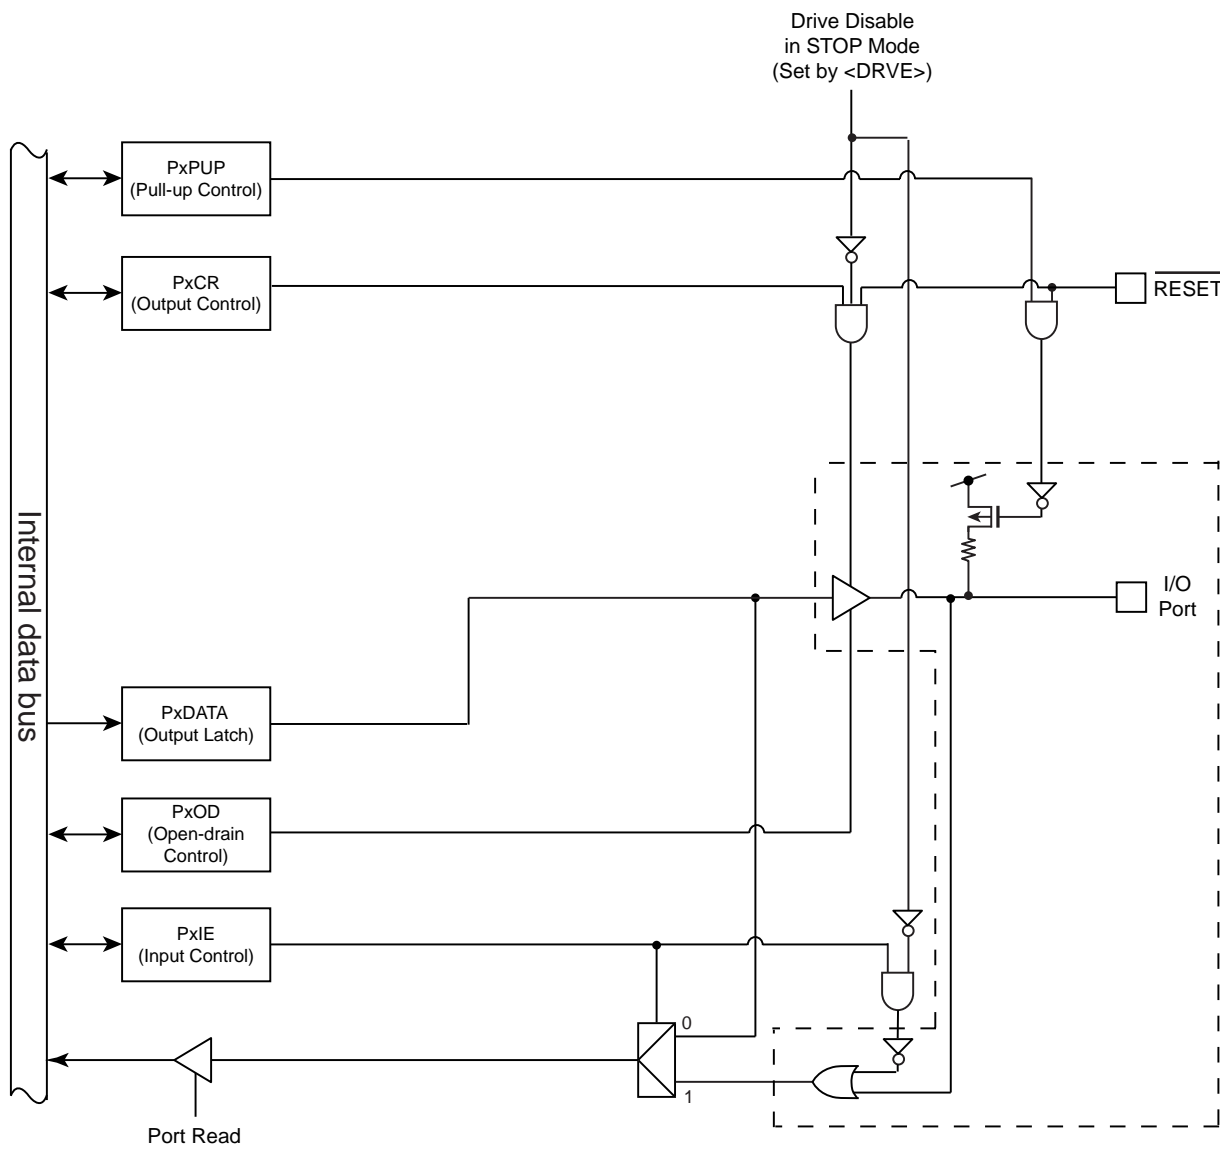 Drive Disable
in STOP Mode
(Set by <DRVE>)
PxPUP
(Pull-up Control)
PxCR
(Output Control)
RESET
Internal data bus
I/O
Port
PxDATA
(Output Latch)
PxOD
(Open-drain
Control)
PxIE
(Input Control)
0
1
Port Read